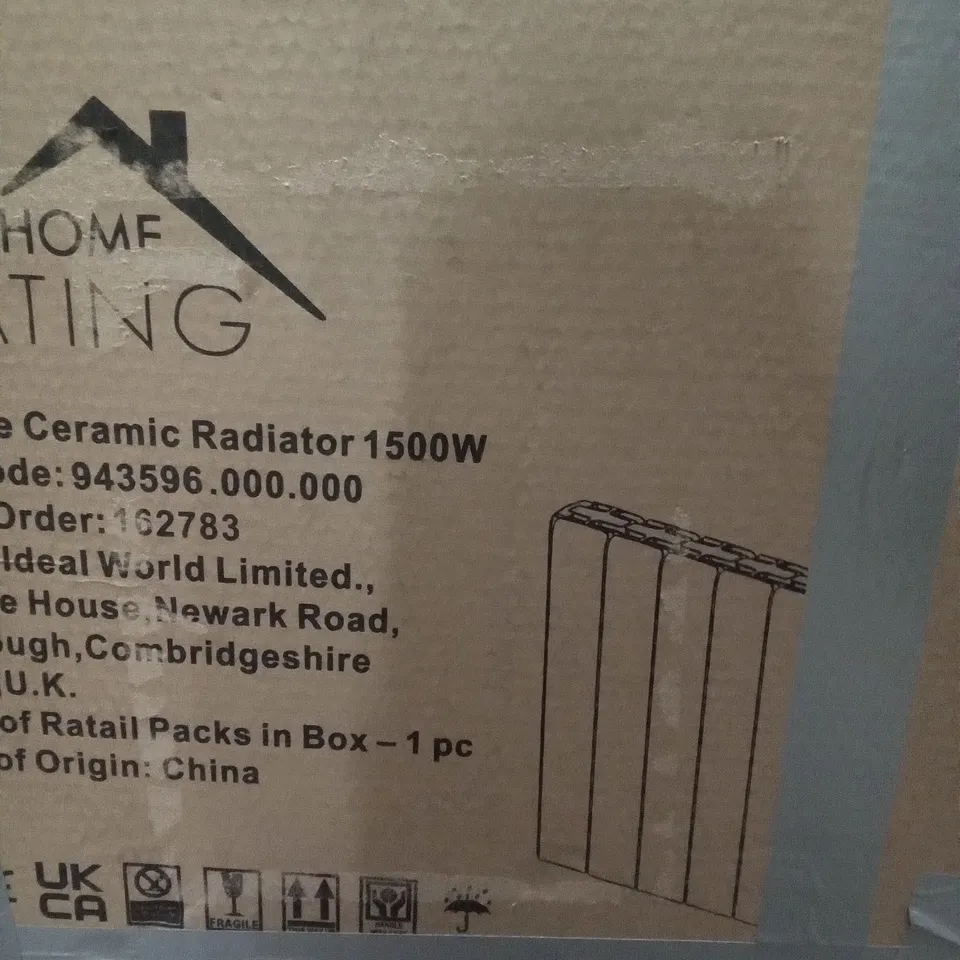 HOME
ATING
e Ceramic Radiator 1500W
ode: 943596.000.000
Order: 162783
Ideal World Limited.,
e House,Newark Road,
ough,Combridgeshire
U.K.
of Ratail Packs in Box – 1 pc
of Origin: China
UK
CA
FRAGILE
HANDLE